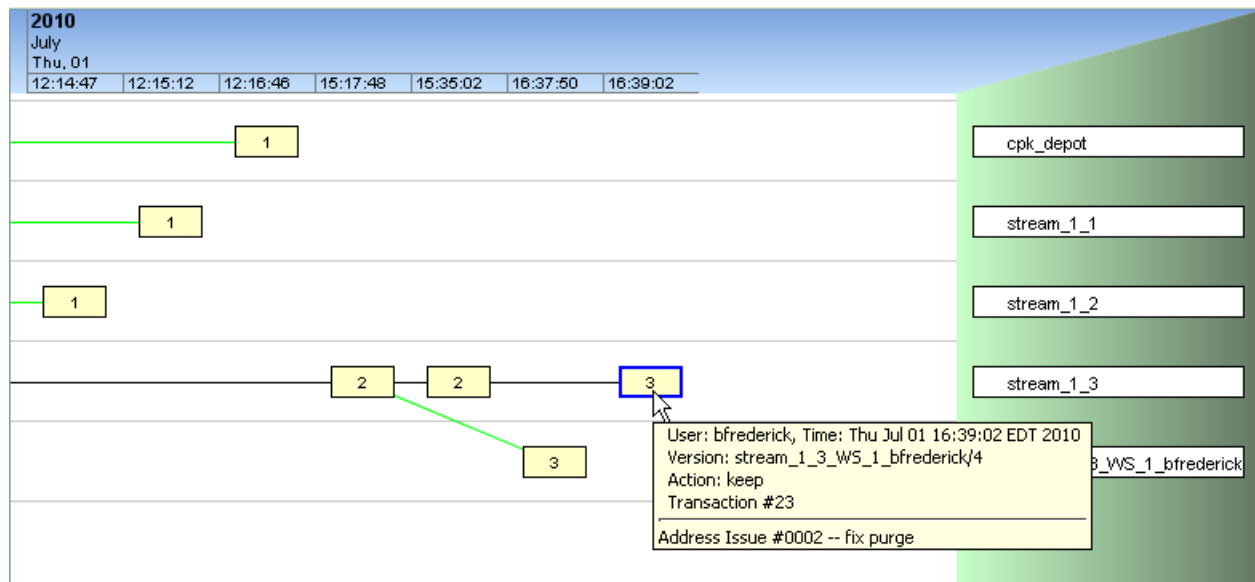 2010
July
Thu, 01
12:14:47 12:15:12 12:16:46 15:17:48 15:35:02 16:37:50 16:39:02
1 cpk_depot
1 stream_1_1
1 stream_1_2
2 2 3 stream_1_3
User: bfrederick, Time: Thu Jul 01 16:39:02 EDT 2010
Version: stream_1_3_WS_1_bfrederick/4
3 3_WS_1_bfrederick
Action: keep
Transaction #23
Address Issue #0002 -- fix purge